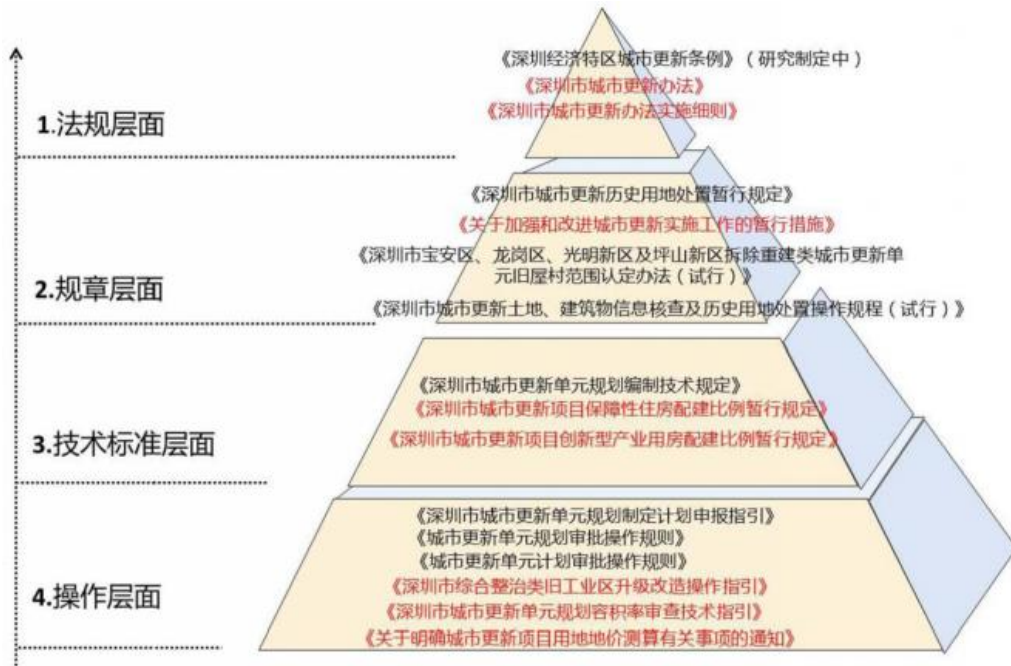 《深圳经济特区城市更新条例》(研究制定中)
《深圳市城市更新办法》
《深圳市城市更新办法实施细则》
1.法规层面
《深圳市城市更新历史用地处置暂行规定》
《关于加强和改进城市更新实施工作的暂行措施》
《深圳市宝安区、龙岗区、光明新区及坪山新区拆除重建类城市更新单
元旧屋村范围认定办法(试行)》
2.规章层面
《深圳市城市更新土地、建筑物信息核查及历史用地处置操作规程(试行)》
《深圳市城市更新单元规划编制技术规定》
《深圳市城市更新项目保障性住房配建比例暂行规定》
3.技术标准层面
《深圳市城市更新项目创新型产业用房配建比例暂行规定》
《深圳市城市更新单元规划制定计划申报指引》
《城市更新单元规划审批操作规则》
《城市更新单元计划审批操作规则》
《深圳市综合整治类旧工业区升级改造操作指引》
4.操作层面
《深圳市城市更新单元规划容积率审查技术指引》
《关于明确城市更新项目用地地价测算有关事项的通知》